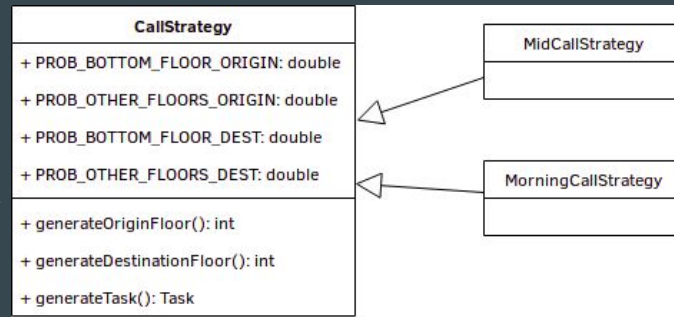 CallStrategy
+ PROB_BOTTOM_FLOOR_ORIGIN: double
+ PROB_OTHER_FLOORS_ORIGIN: double
+ PROB_BOTTOM_FLOOR_DEST: double
+ PROB_OTHER_FLOORS_DEST: double
+ generateOriginFloor(): int
+ generateDestinationFloor(): int
+ generateTask(): Task
MidCallStrategy
MorningCallStrategy